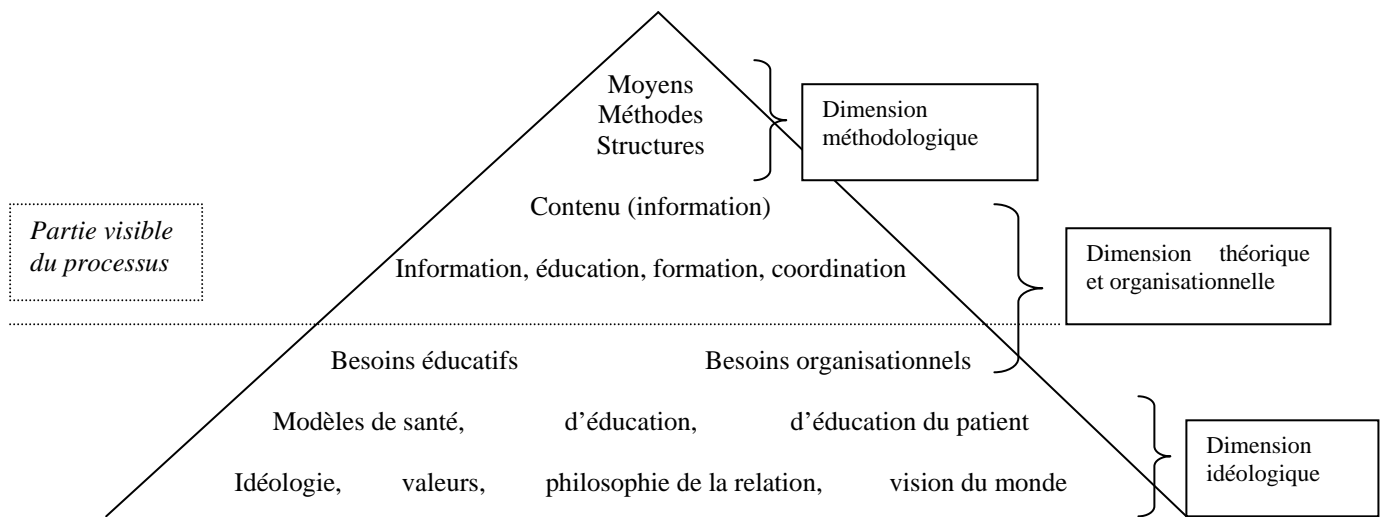 Moyens
Méthodes
Structures
Dimension
méthodologique
Contenu (information)
Partie visible
du processus
Information, éducation, formation, coordination
Dimension théorique
et organisationnelle
Besoins éducatifs Besoins organisationnels
Modèles de santé, d’éducation, d’éducation du patient
Dimension
idéologique
Idéologie, valeurs, philosophie de la relation, vision du monde